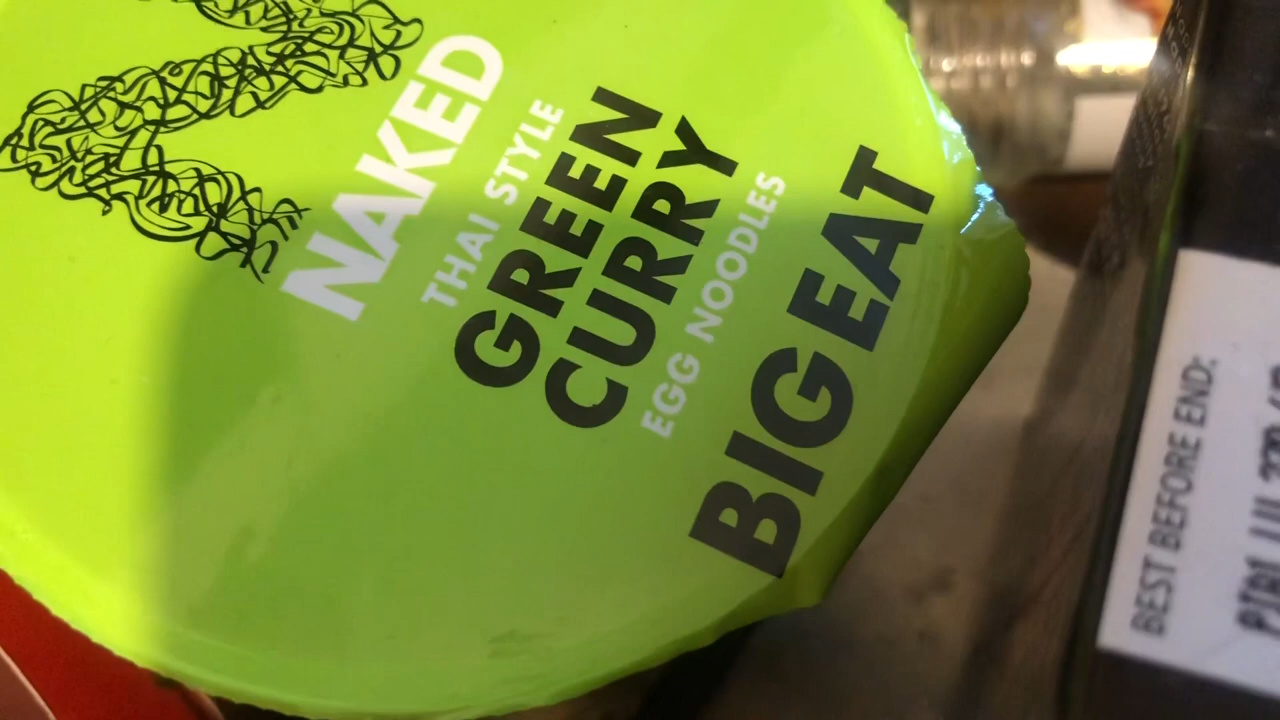 NAKED
THAI STYLE
GREEN
CURRY
EGG NOODLES
BIG EAT
BEST BEFORE END: